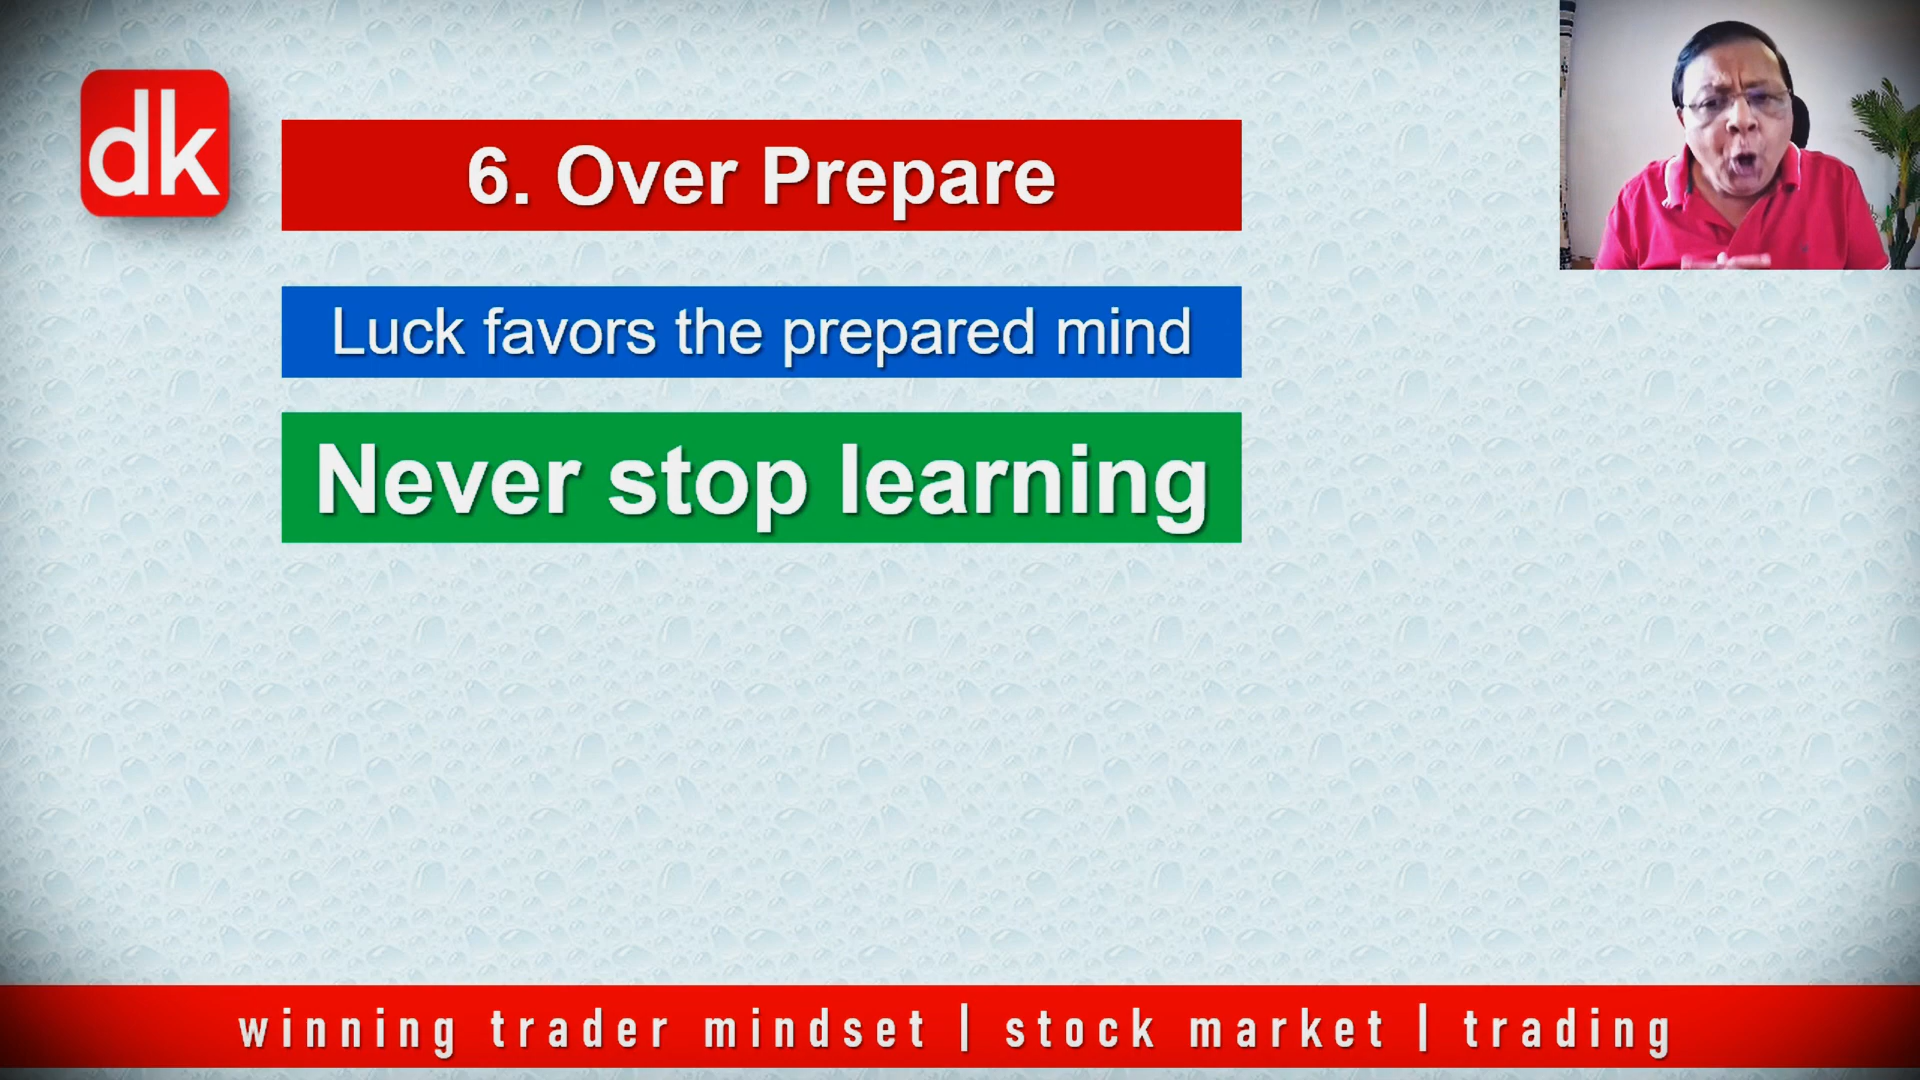 dk
6. Over Prepare
Luck favors the prepared mind
Never stop learning
winning trader mindset | stock market | trading